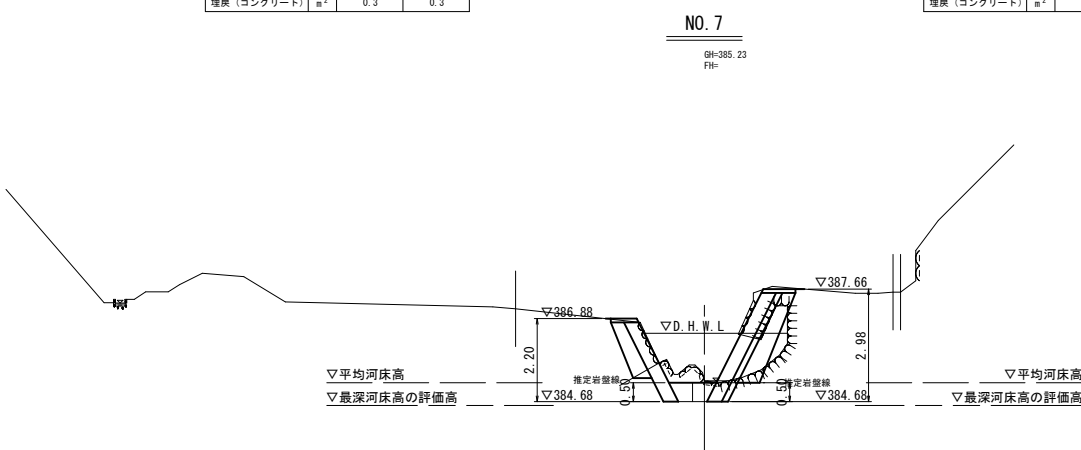 埋戻（コンクリート） m² 0.3 0.3
埋戻（コンクリート） m²
NO.7
GH=385.23
FH=
▽387.66
▽386.88
▽D.H.W.L
2.20
2.98
▽平均河床高
推定岩盤線
推定岩盤線
▽平均河床高
0.50
0.50
▽最深河床高の評価高
▽384.68
▽384.68
▽最深河床高の評価高